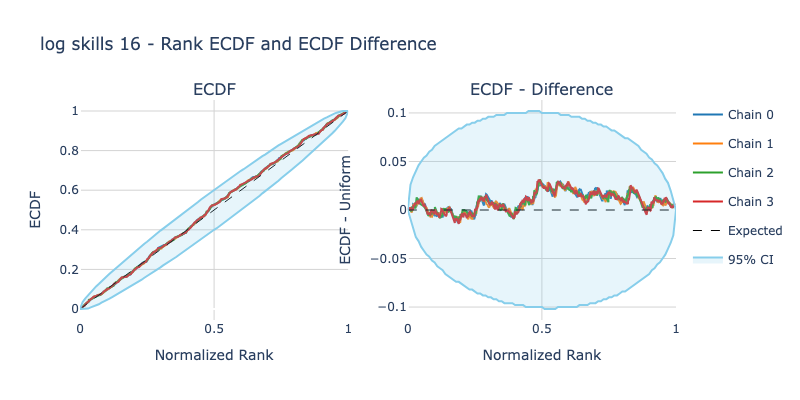 log skills 16 - Rank ECDF and ECDF Difference
ECDF
ECDF
1
0.8
0.6
0.4
0.2
0
0
0.5
1
Normalized Rank
ECDF - Difference
ECDF - Uniform
0.1
0.05
0
−0.05
−0.1
0
0.5
1
Normalized Rank
Chain 0
Chain 1
Chain 2
Chain 3
Expected
95% CI